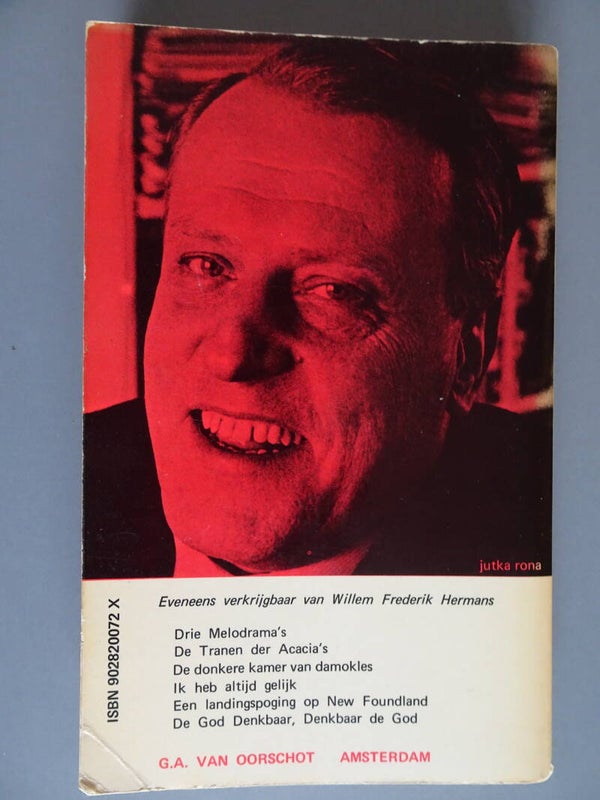 jutka rona
Eveneens verkrijgbaar van Willem Frederik Hermans
Drie Melodrama's
De Tranen der Acacia's
De donkere kamer van damokles
Ik heb altijd gelijk
Een landingspoging op New Foundland
De God Denkbaar, Denkbaar de God
G.A. VAN OORSCHOT AMSTERDAM
ISBN 902820072 X